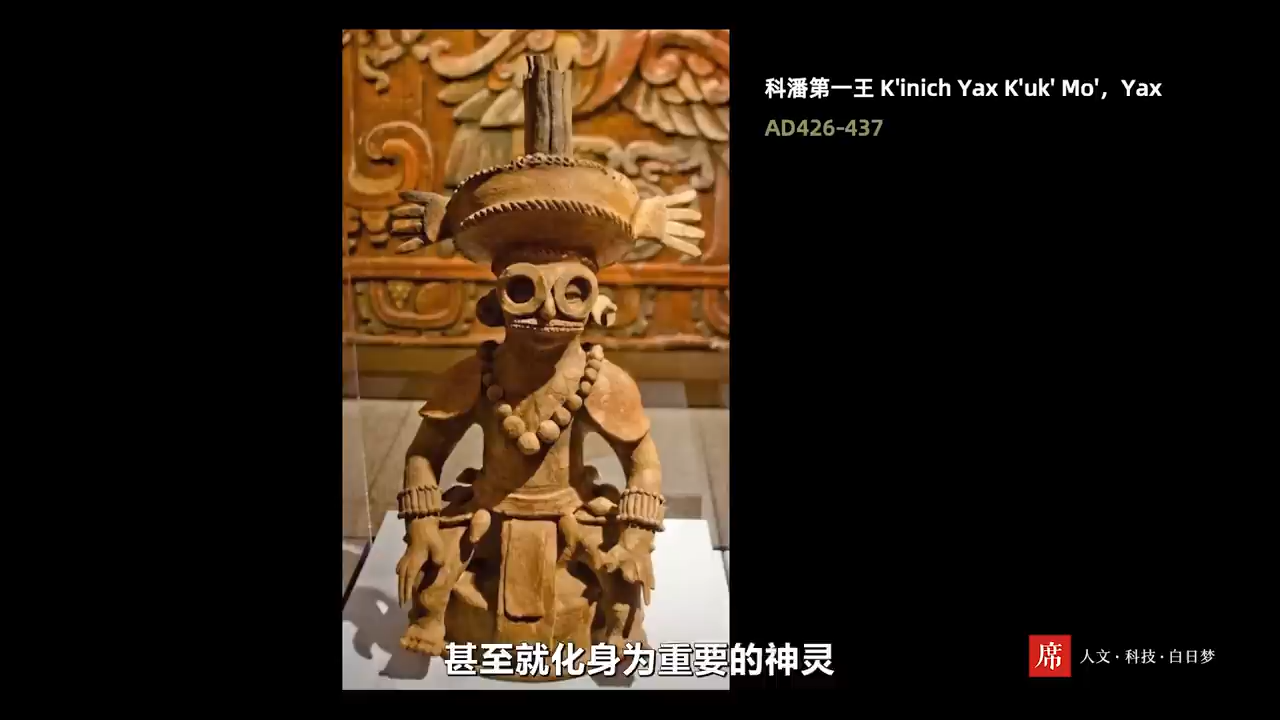 科潘第一王 K'inich Yax K'uk' Mo'，Yax
AD426-437
甚至就化身为重要的神灵
席 人文·科技·白日梦